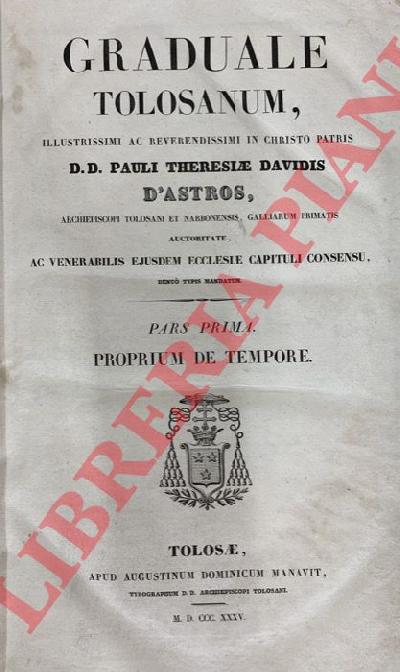 GRADUALE
TOLOSANUM,
ILLUSTRISSIMI AC REVERENDISSIMI IN CHRISTO PATRIS
D.D. PAULI THERESIÆ DAVIDIS
D'ASTROS,
ARCHIEPISCOPI TOLOSANI ET NARBONENSIS, GALLIARUM PRIMATIS
AUCTORITATE,
AC VENERABILIS EJUSDEM ECCLESIE CAPITULI CONSENSU,
DENUÒ TYPIS MANDATUM.
PARS PRIMA.
PROPRIUM DE TEMPORE.
TOLOSÆ,
APUD AUGUSTINUM DOMINICUM MANAVIT,
TYPOGRAPHUM D.D. ARCHIEPISCOPI TOLOSANI.
M. D. CCC. XXXV.
LIBRERIA PIANI